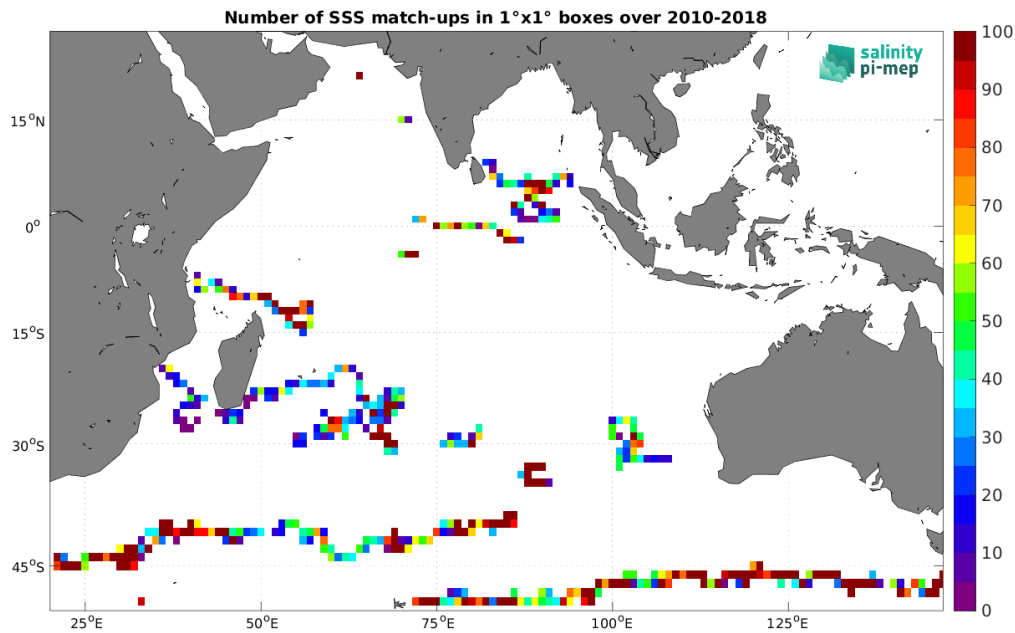 Number of SSS match-ups in 1°x1° boxes over 2010-2018
salinity
pi-mep
100
90
80
70
60
50
40
30
20
10
0
15°N
0°
15°S
30°S
45°S
25°E
50°E
75°E
100°E
125°E